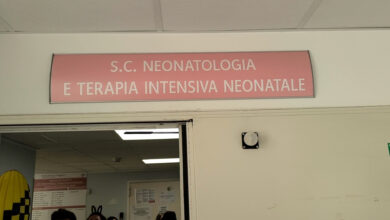 S.C. NEONATOLOGIA
E TERAPIA INTENSIVA NEONATALE